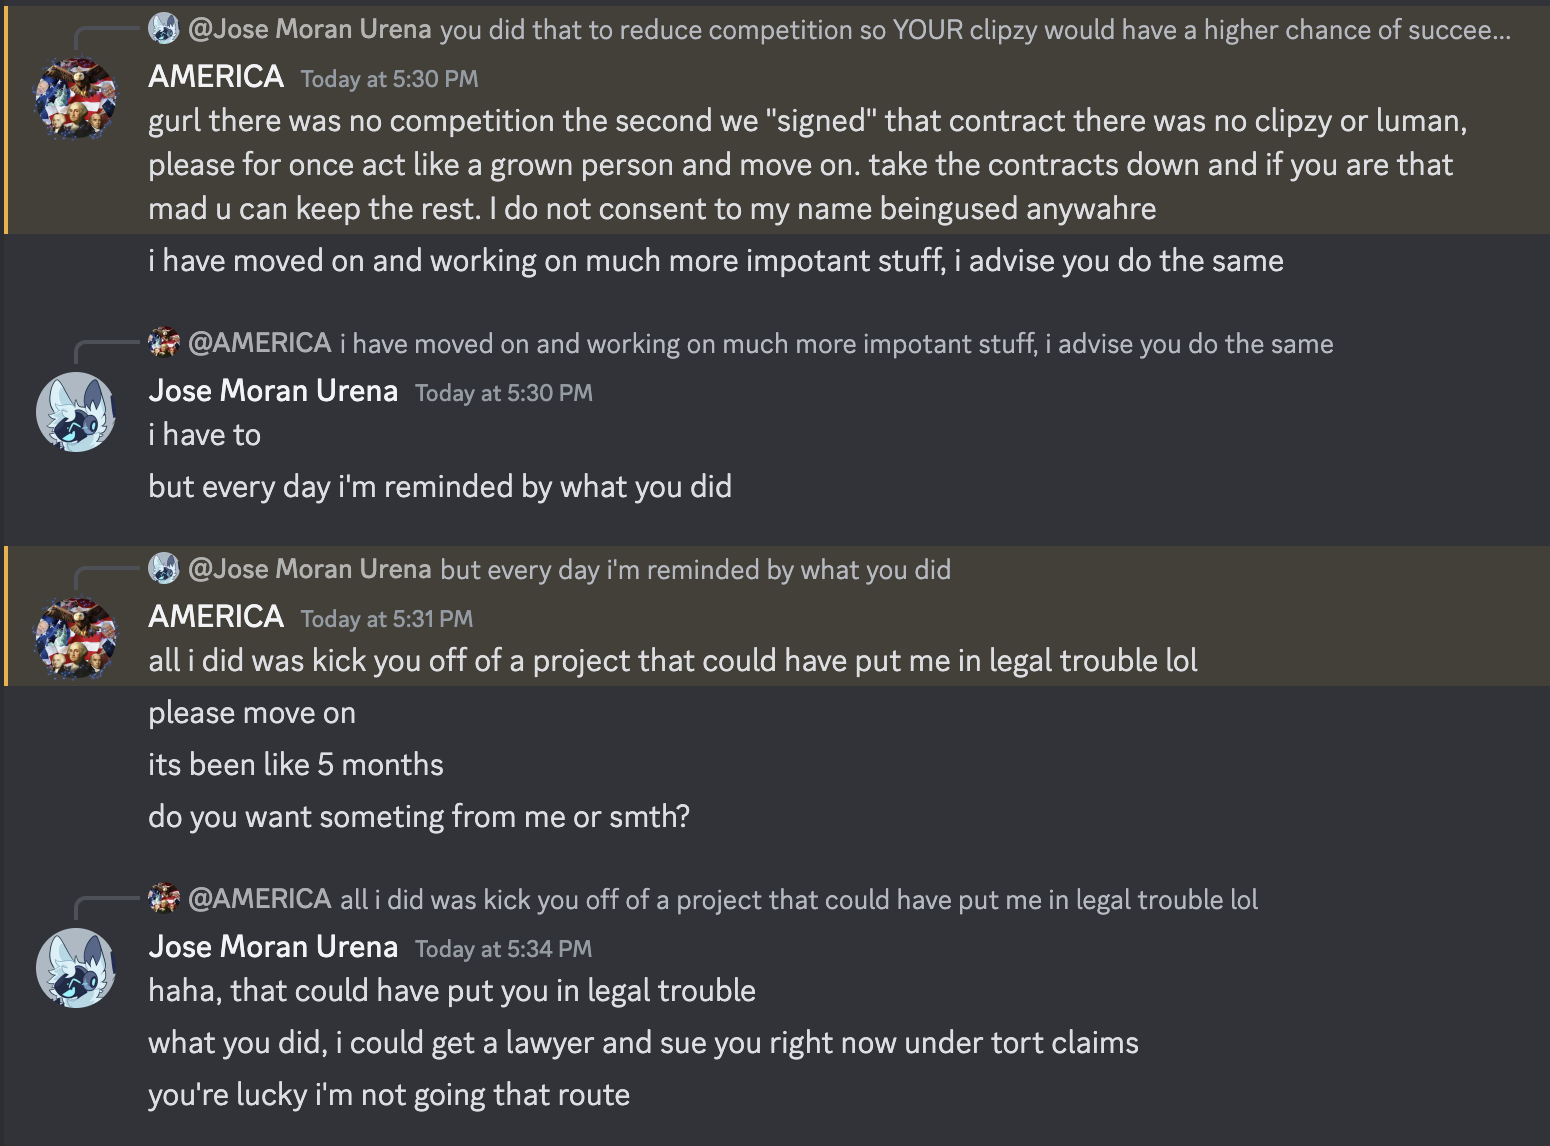 @Jose Moran Urena you did that to reduce competition so YOUR clipzy would have a higher chance of succee...
AMERICA Today at 5:30 PM
gurl there was no competition the second we "signed" that contract there was no clipzy or luman,
please for once act like a grown person and move on. take the contracts down and if you are that
mad u can keep the rest. I do not consent to my name beingused anywahre
i have moved on and working on much more impotant stuff, i advise you do the same
@AMERICA i have moved on and working on much more impotant stuff, i advise you do the same
Jose Moran Urena Today at 5:30 PM
i have to
but every day i'm reminded by what you did
@Jose Moran Urena but every day i'm reminded by what you did
AMERICA Today at 5:31 PM
all i did was kick you off of a project that could have put me in legal trouble lol
please move on
its been like 5 months
do you want someting from me or smth?
@AMERICA all i did was kick you off of a project that could have put me in legal trouble lol
Jose Moran Urena Today at 5:34 PM
haha, that could have put you in legal trouble
what you did, i could get a lawyer and sue you right now under tort claims
you're lucky i'm not going that route